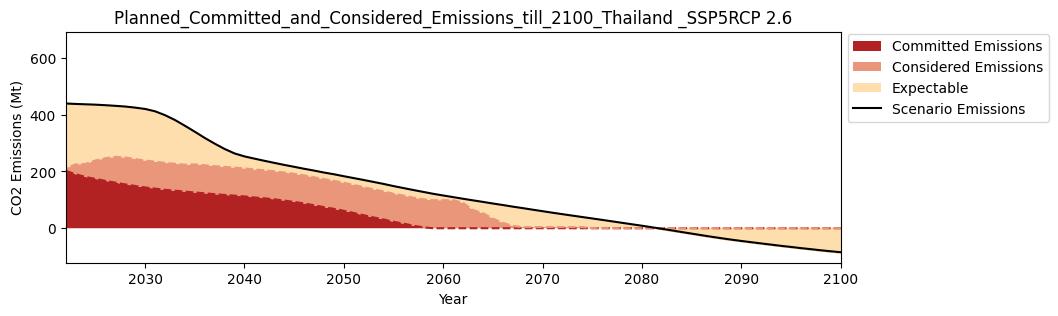 Planned_Committed_and_Considered_Emissions_till_2100_Thailand _SSP5RCP 2.6
Committed Emissions
Considered Emissions
Expectable
Scenario Emissions
CO2 Emissions (Mt)
600
400
200
0
2030 2040 2050 2060 2070 2080 2090 2100
Year